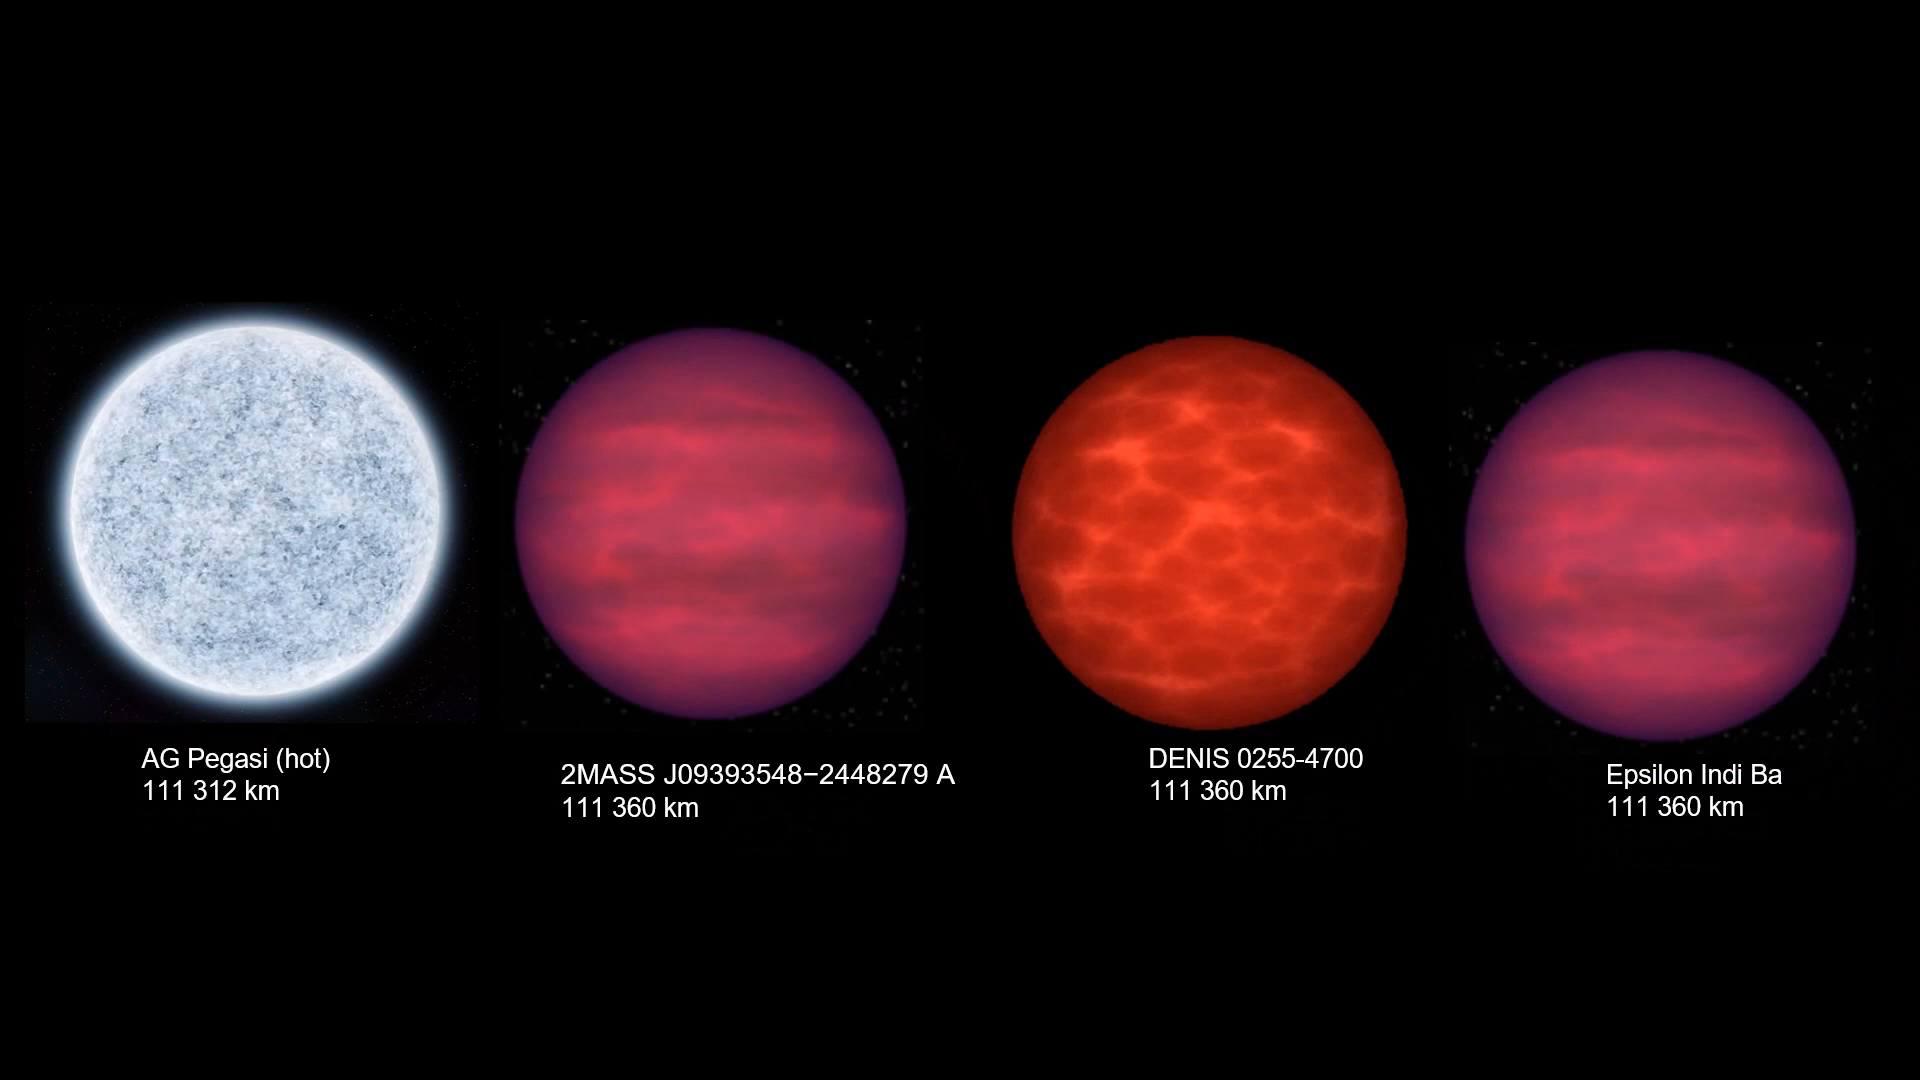 AG Pegasi (hot)
111 312 km
2MASS J09393548−2448279 A
111 360 km
DENIS 0255-4700
111 360 km
Epsilon Indi Ba
111 360 km